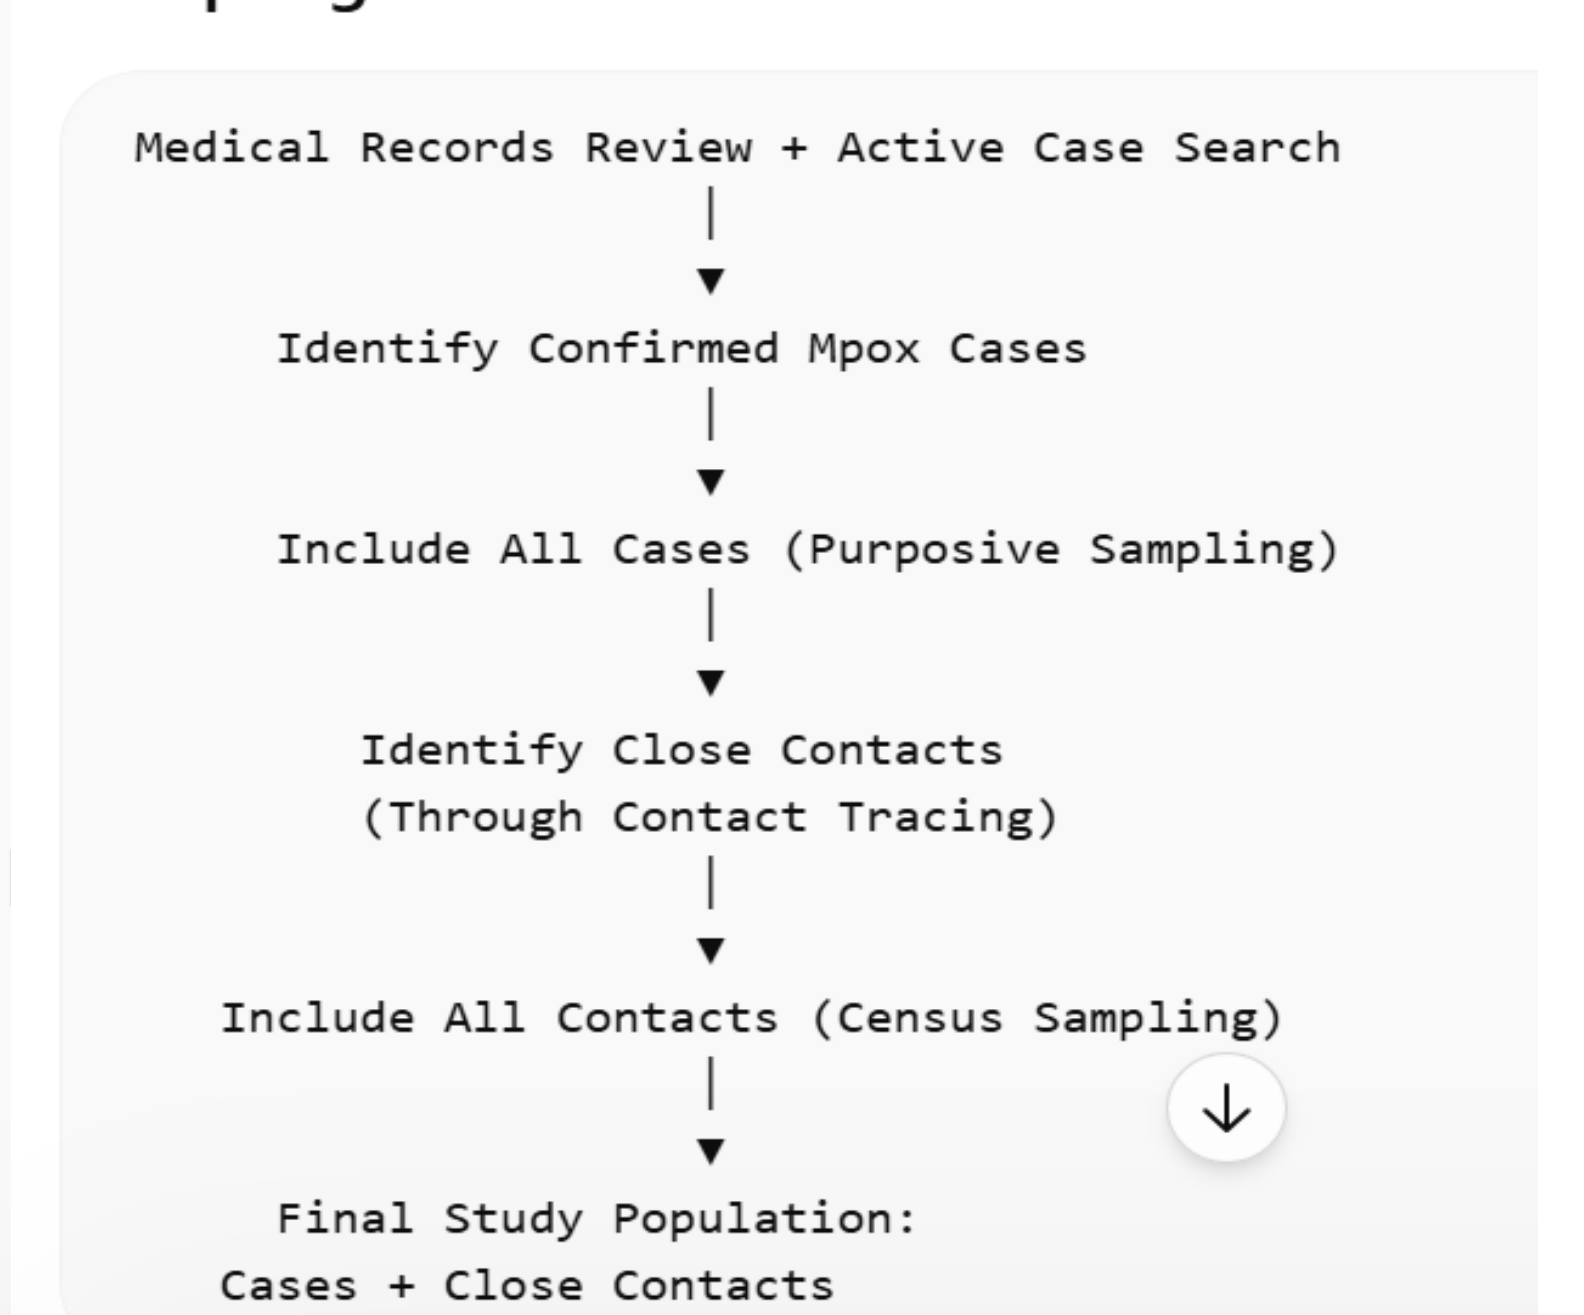 Medical Records Review + Active Case Search
Identify Confirmed Mpox Cases
Include All Cases (Purposive Sampling)
Identify Close Contacts
(Through Contact Tracing)
Include All Contacts (Census Sampling)
Final Study Population:
Cases + Close Contacts